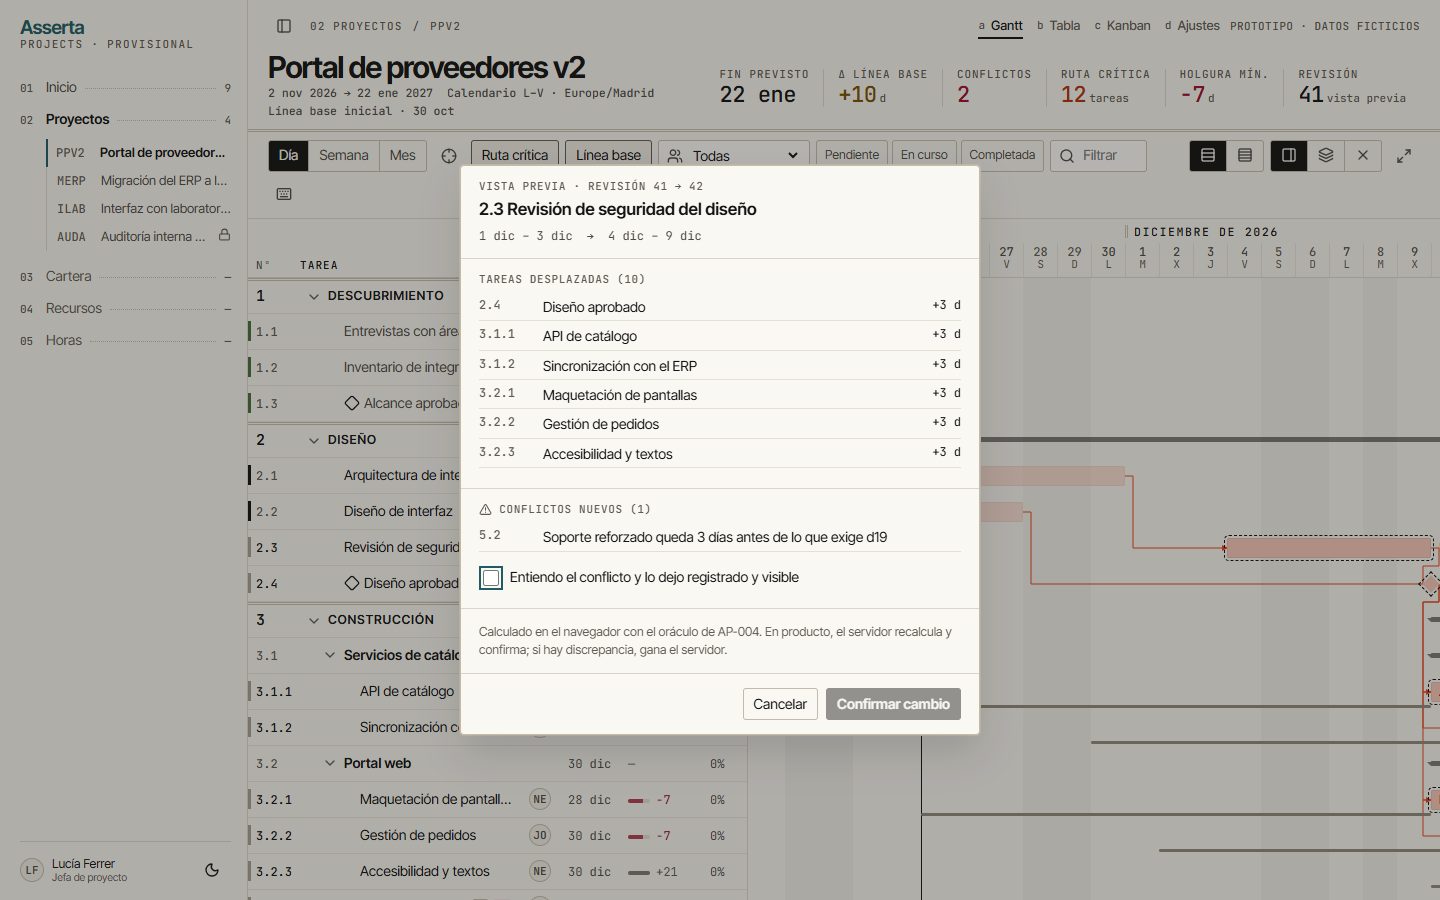 Asserta
PROJECTS · PROVISIONAL
01 Inicio 9
02 Proyectos 4
PPV2 Portal de proveedor...
MERP Migración del ERP a l...
ILAB Interfaz con laborator...
AUDA Auditoría interna ...
03 Cartera –
04 Recursos –
05 Horas –
LF Lucía Ferrer
Jefa de proyecto
02 PROYECTOS / PPV2
a Gantt b Tabla c Kanban d Ajustes PROTOTIPO · DATOS FICTICIOS
Portal de proveedores v2
2 nov 2026 → 22 ene 2027 Calendario L–V · Europe/Madrid
Línea base inicial · 30 oct
FIN PREVISTO
22 ene
Δ LÍNEA BASE
+10 d
CONFLICTOS
2
RUTA CRÍTICA
12 tareas
HOLGURA MÍN.
-7 d
REVISIÓN
41 vista previa
Día Semana Mes Ruta crítica Línea base Todas Pendiente En curso Completada Filtrar
N° TAREA
DICIEMBRE DE 2026
27 28 29 30 1 2 3 4 5 6 7 8 9
V S D L M X J V S D L M X
1 DESCUBRIMIENTO
1.1 Entrevistas con áre
1.2 Inventario de integr
1.3 Alcance aproba
2 DISEÑO
2.1 Arquitectura de inte
2.2 Diseño de interfaz
2.3 Revisión de segurid
2.4 Diseño aprobad
3 CONSTRUCCIÓN
3.1 Servicios de catálo
3.1.1 API de catálogo
3.1.2 Sincronización c
3.2 Portal web 30 dic – 0%
3.2.1 Maquetación de pantall... NE 28 dic -7 0%
3.2.2 Gestión de pedidos JO 30 dic -7 0%
3.2.3 Accesibilidad y textos NE 30 dic +21 0%
VISTA PREVIA · REVISIÓN 41 → 42
2.3 Revisión de seguridad del diseño
1 dic – 3 dic → 4 dic – 9 dic
TAREAS DESPLAZADAS (10)
2.4 Diseño aprobado +3 d
3.1.1 API de catálogo +3 d
3.1.2 Sincronización con el ERP +3 d
3.2.1 Maquetación de pantallas +3 d
3.2.2 Gestión de pedidos +3 d
3.2.3 Accesibilidad y textos +3 d
CONFLICTOS NUEVOS (1)
5.2 Soporte reforzado queda 3 días antes de lo que exige d19
Entiendo el conflicto y lo dejo registrado y visible
Calculado en el navegador con el oráculo de AP-004. En producto, el servidor recalcula y
confirma; si hay discrepancia, gana el servidor.
Cancelar Confirmar cambio